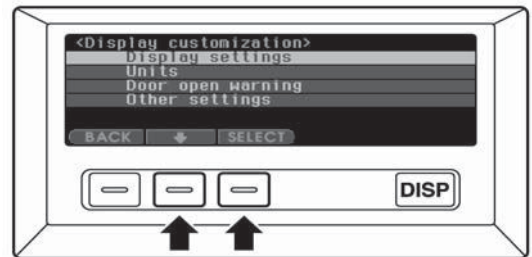 <Display customization>
Display settings
Units
Door open warning
Other settings
BACK SELECT
DISP